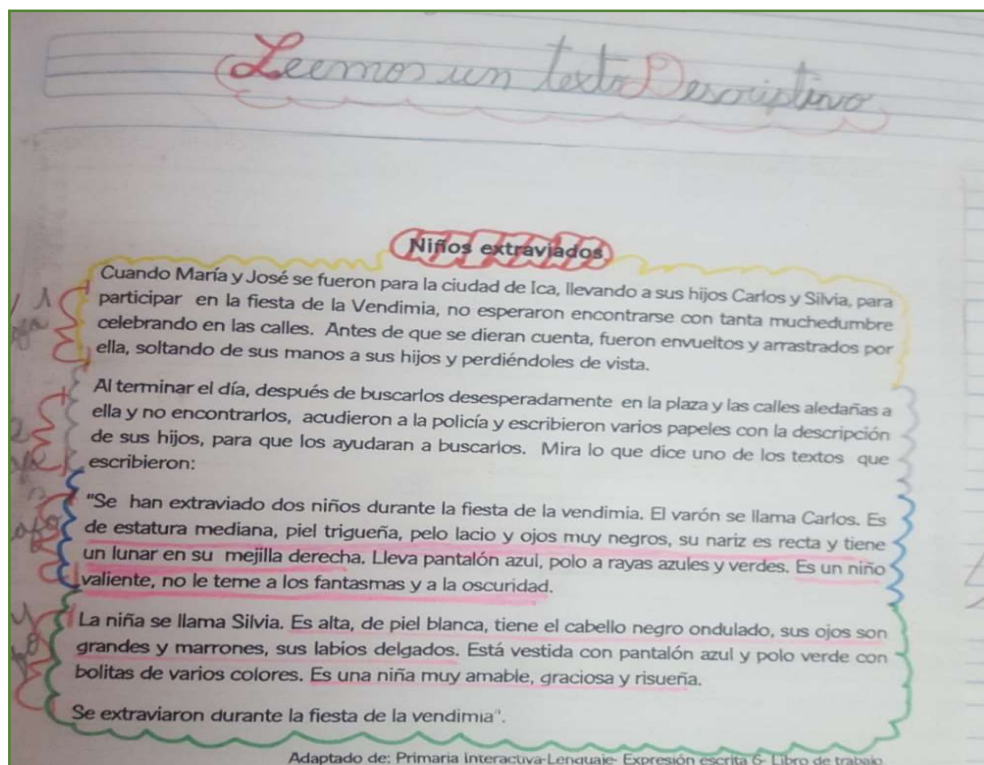 Leemos un texto Descriptivo
Niños extraviados
Cuando María y José se fueron para la ciudad de Ica, llevando a sus hijos Carlos y Silvia, para
participar en la fiesta de la Vendimia, no esperaron encontrarse con tanta muchedumbre
celebrando en las calles. Antes de que se dieran cuenta, fueron envueltos y arrastrados por
ella, soltando de sus manos a sus hijos y perdiéndoles de vista.
Al terminar el día, después de buscarlos desesperadamente en la plaza y las calles aledañas a
ella y no encontrarlos, acudieron a la policía y escribieron varios papeles con la descripción
de sus hijos, para que los ayudaran a buscarlos. Mira lo que dice uno de los textos que
escribieron:
"Se han extraviado dos niños durante la fiesta de la vendimia. El varón se llama Carlos. Es
de estatura mediana, piel trigueña, pelo lacio y ojos muy negros, su nariz es recta y tiene
un lunar en su mejilla derecha. Lleva pantalón azul, polo a rayas azules y verdes. Es un niño
valiente, no le teme a los fantasmas y a la oscuridad.
La niña se llama Silvia. Es alta, de piel blanca, tiene el cabello negro ondulado, sus ojos son
grandes y marrones, sus labios delgados. Está vestida con pantalón azul y polo verde con
bolitas de varios colores. Es una niña muy amable, graciosa y risueña.
Se extraviaron durante la fiesta de la vendimia".
Adaptado de: Primaria Interactiva-Lenguaje- Expresión escrita 6- Libro de trabajo.